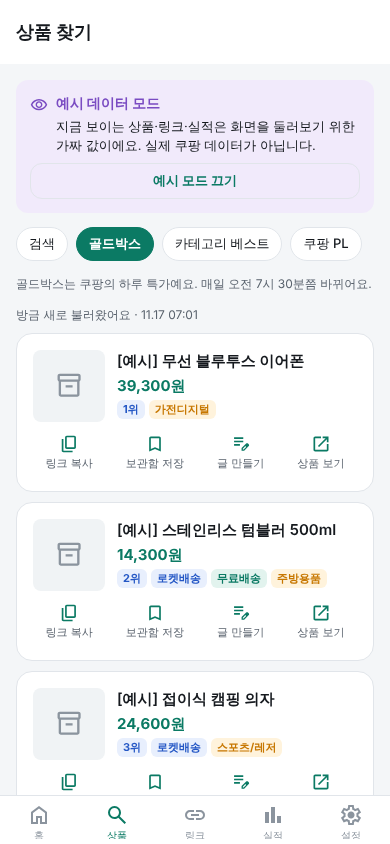 상품 찾기
예시 데이터 모드
지금 보이는 상품·링크·실적은 화면을 둘러보기 위한
가짜 값이에요. 실제 쿠팡 데이터가 아닙니다.
예시 모드 끄기
검색
골드박스
카테고리 베스트
쿠팡 PL
골드박스는 쿠팡의 하루 특가예요. 매일 오전 7시 30분쯤 바뀌어요.
방금 새로 불러왔어요 · 11.17 07:01
[예시] 무선 블루투스 이어폰
39,300원
1위 가전디지털
링크 복사 보관함 저장 글 만들기 상품 보기
[예시] 스테인리스 텀블러 500ml
14,300원
2위 로켓배송 무료배송 주방용품
링크 복사 보관함 저장 글 만들기 상품 보기
[예시] 접이식 캠핑 의자
24,600원
3위 로켓배송 스포츠/레저
홈 상품 링크 실적 설정